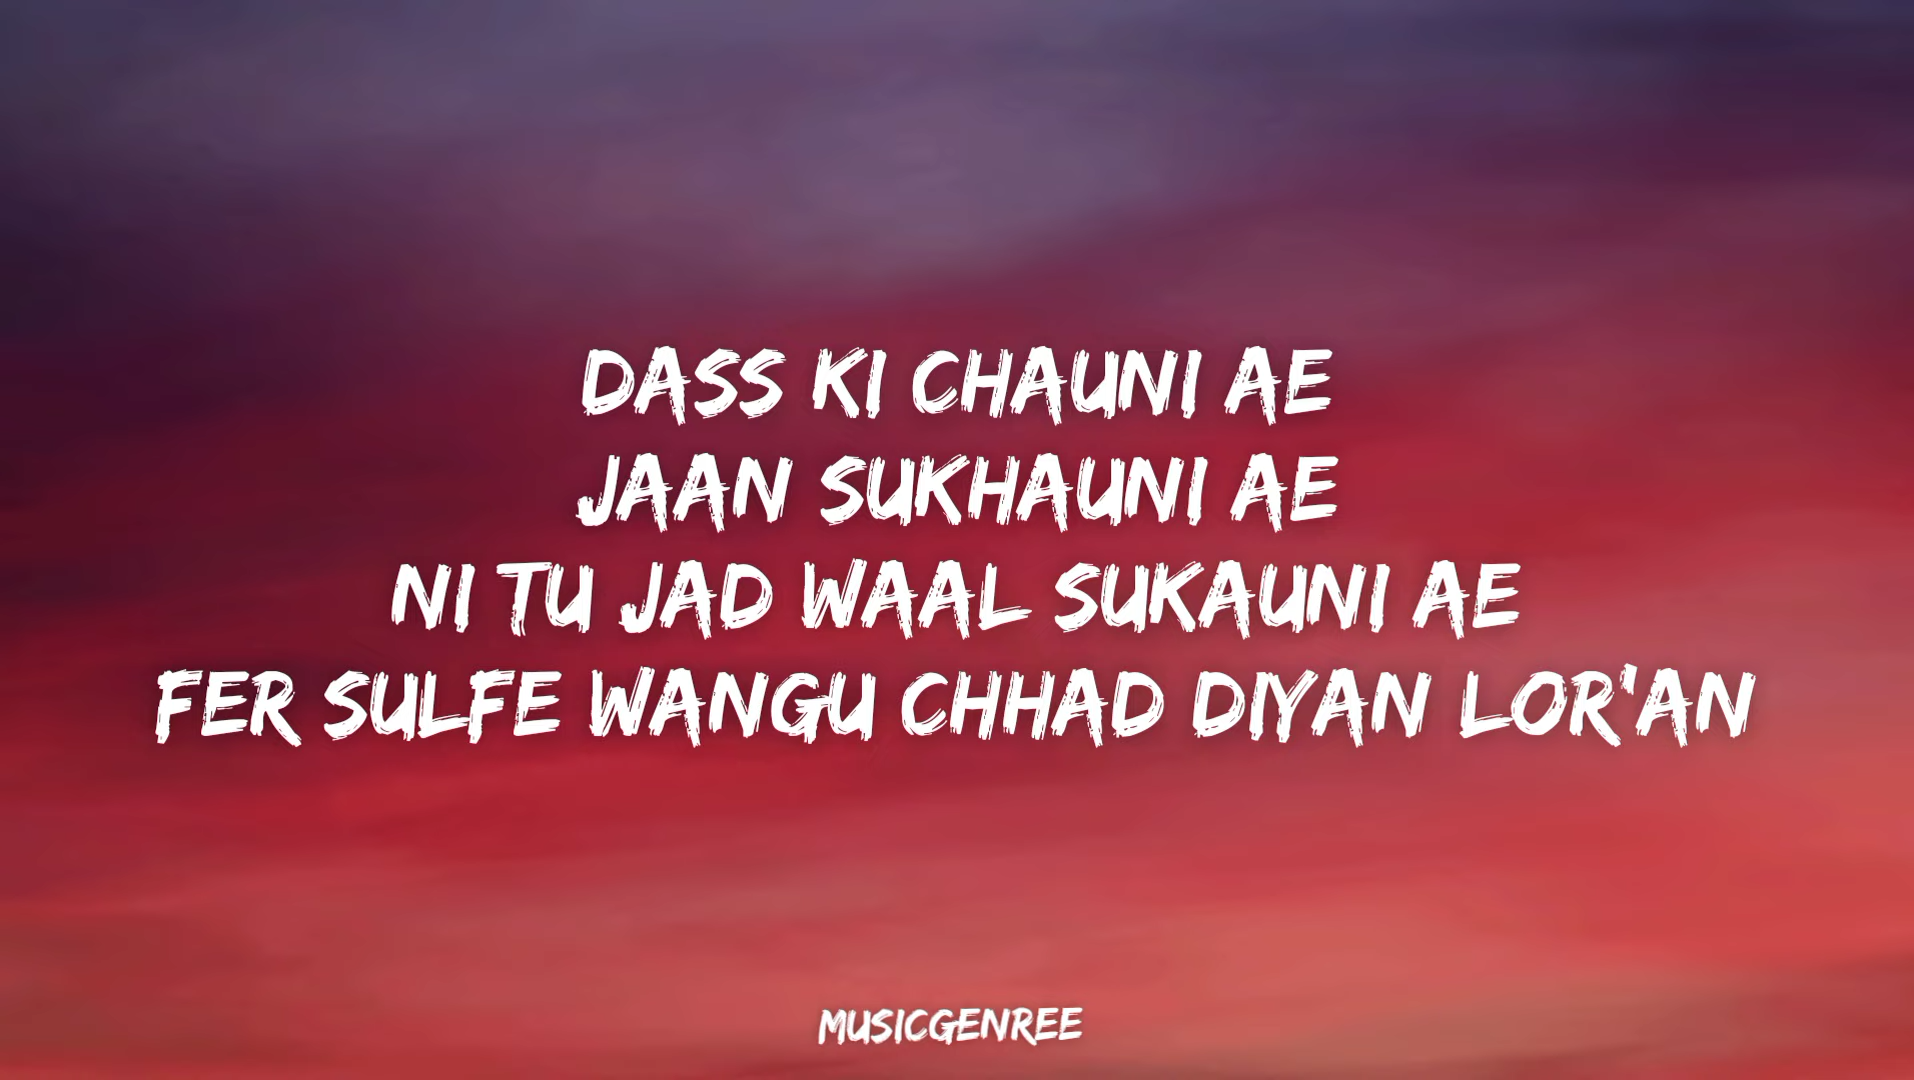 DASS KI CHAUNI AE
JAAN SUKHAUNI AE
NI TU JAD WAAL SUKAUNI AE
FER SULFE WANGU CHHAD DIYAN LOR'AN
MUSICGENREE